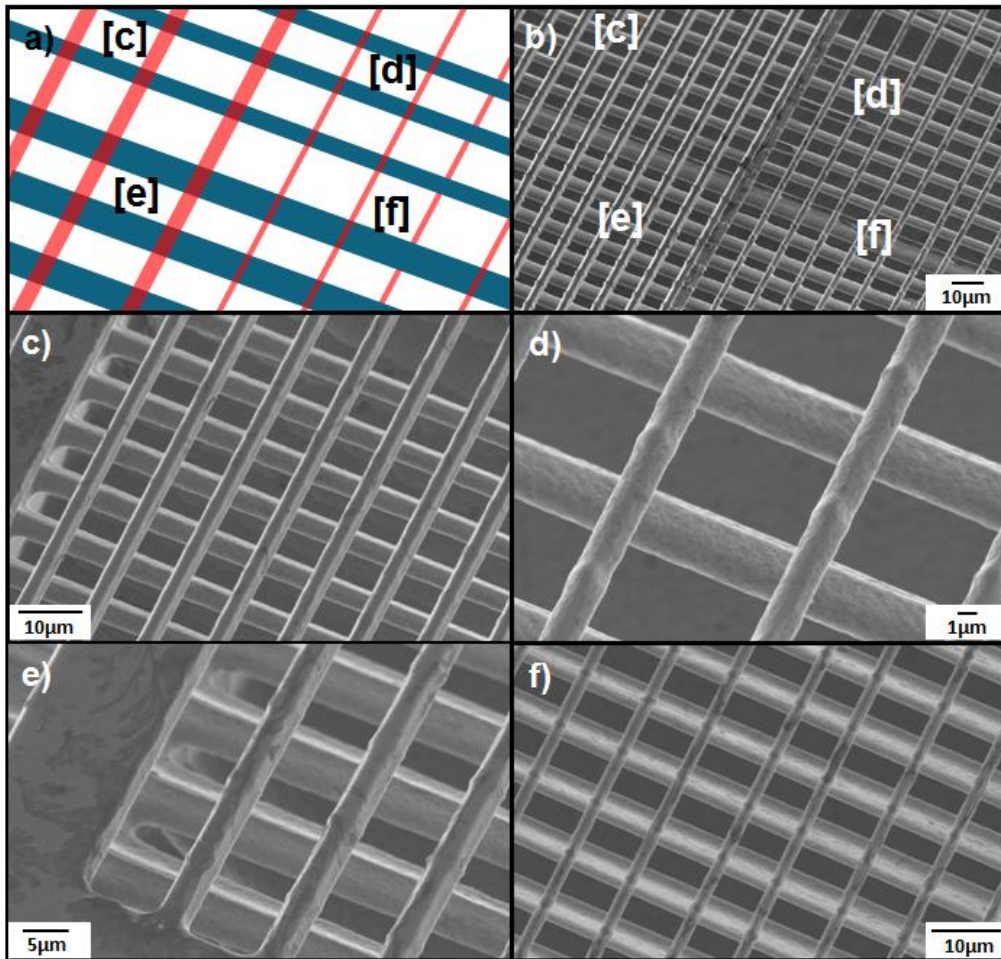 a)
[c]
[d]
[e]
[f]
b)
[c]
[d]
[e]
[f]
10µm
c)
10µm
d)
1µm
e)
5µm
f)
10µm